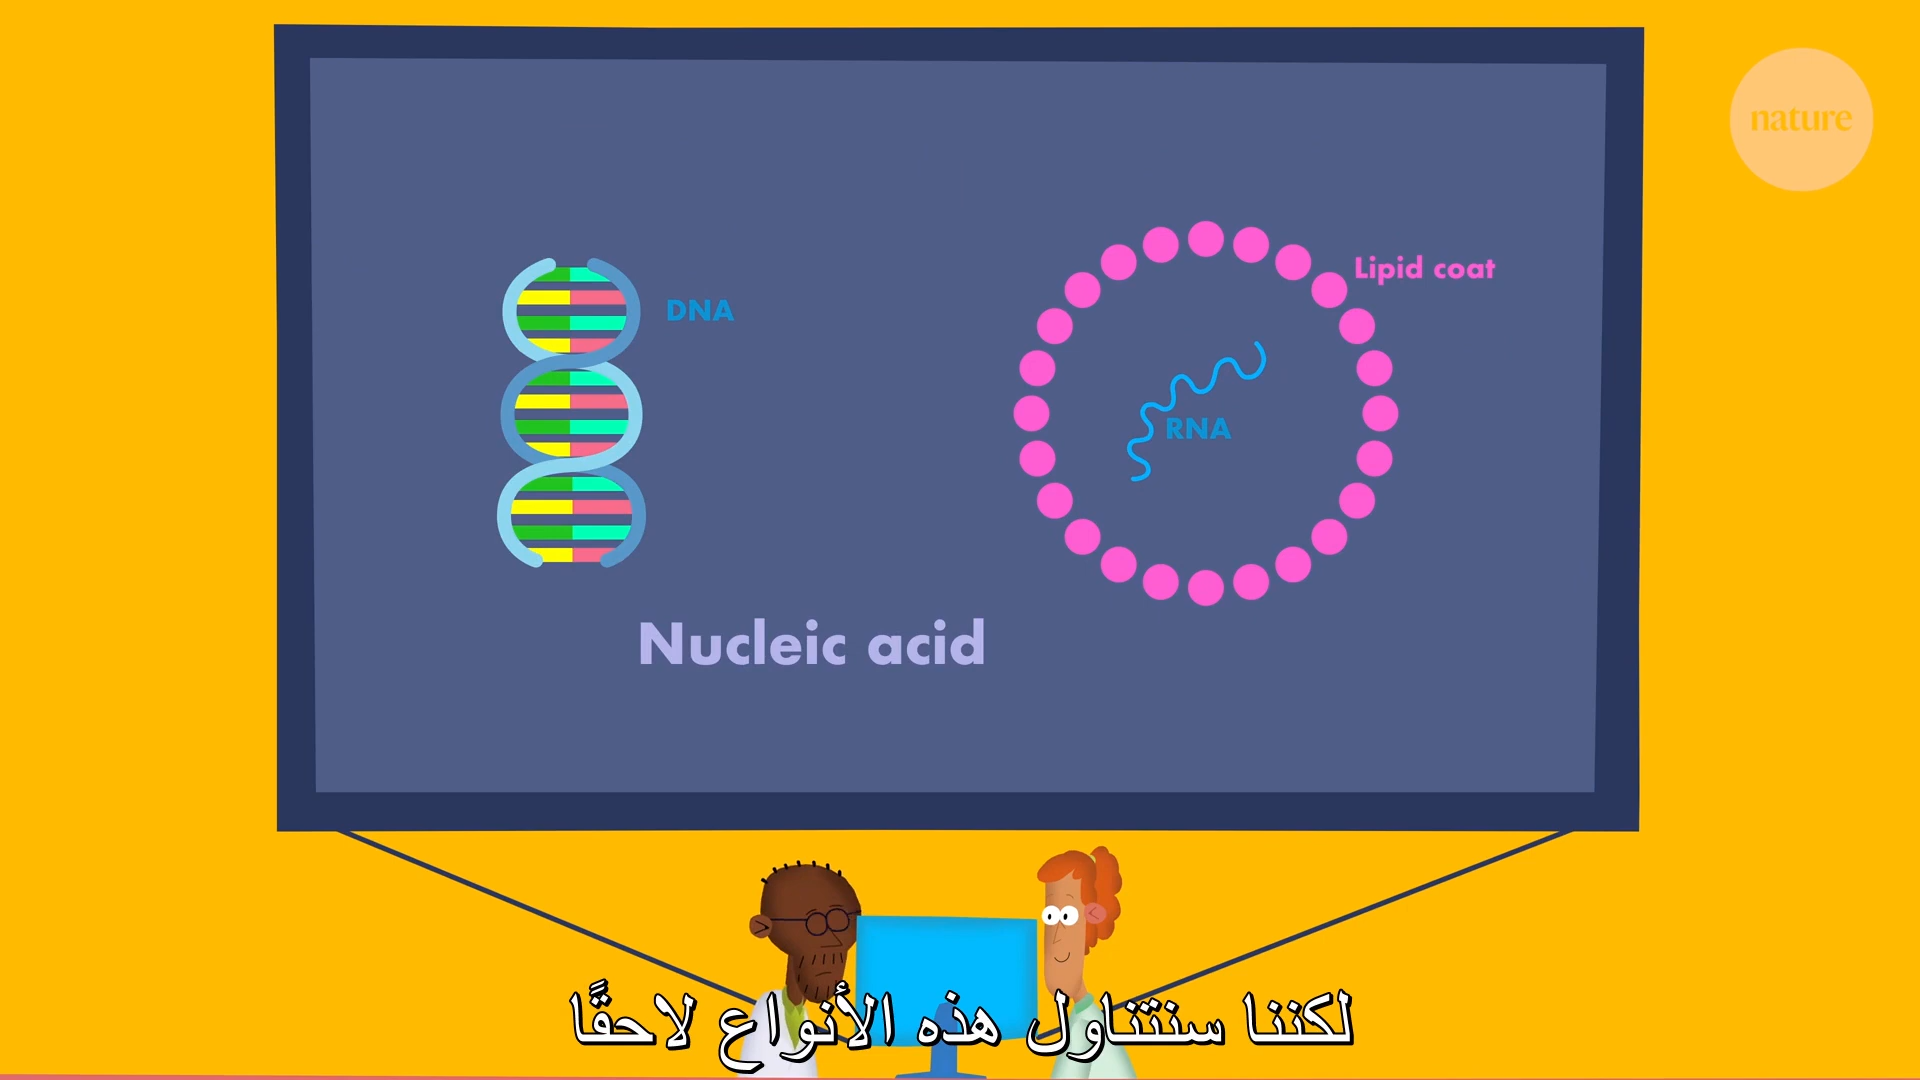 nature
Lipid coat
DNA
RNA
Nucleic acid
لكننا سنتناول هذه الأنواع لاحقًا